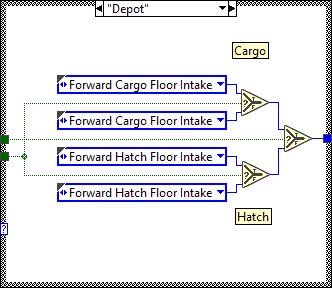 "Depot"
Cargo
Forward Cargo Floor Intake
Forward Cargo Floor Intake
Forward Hatch Floor Intake
Forward Hatch Floor Intake
Hatch
?
T
F
?
T
F
?
T
F
?